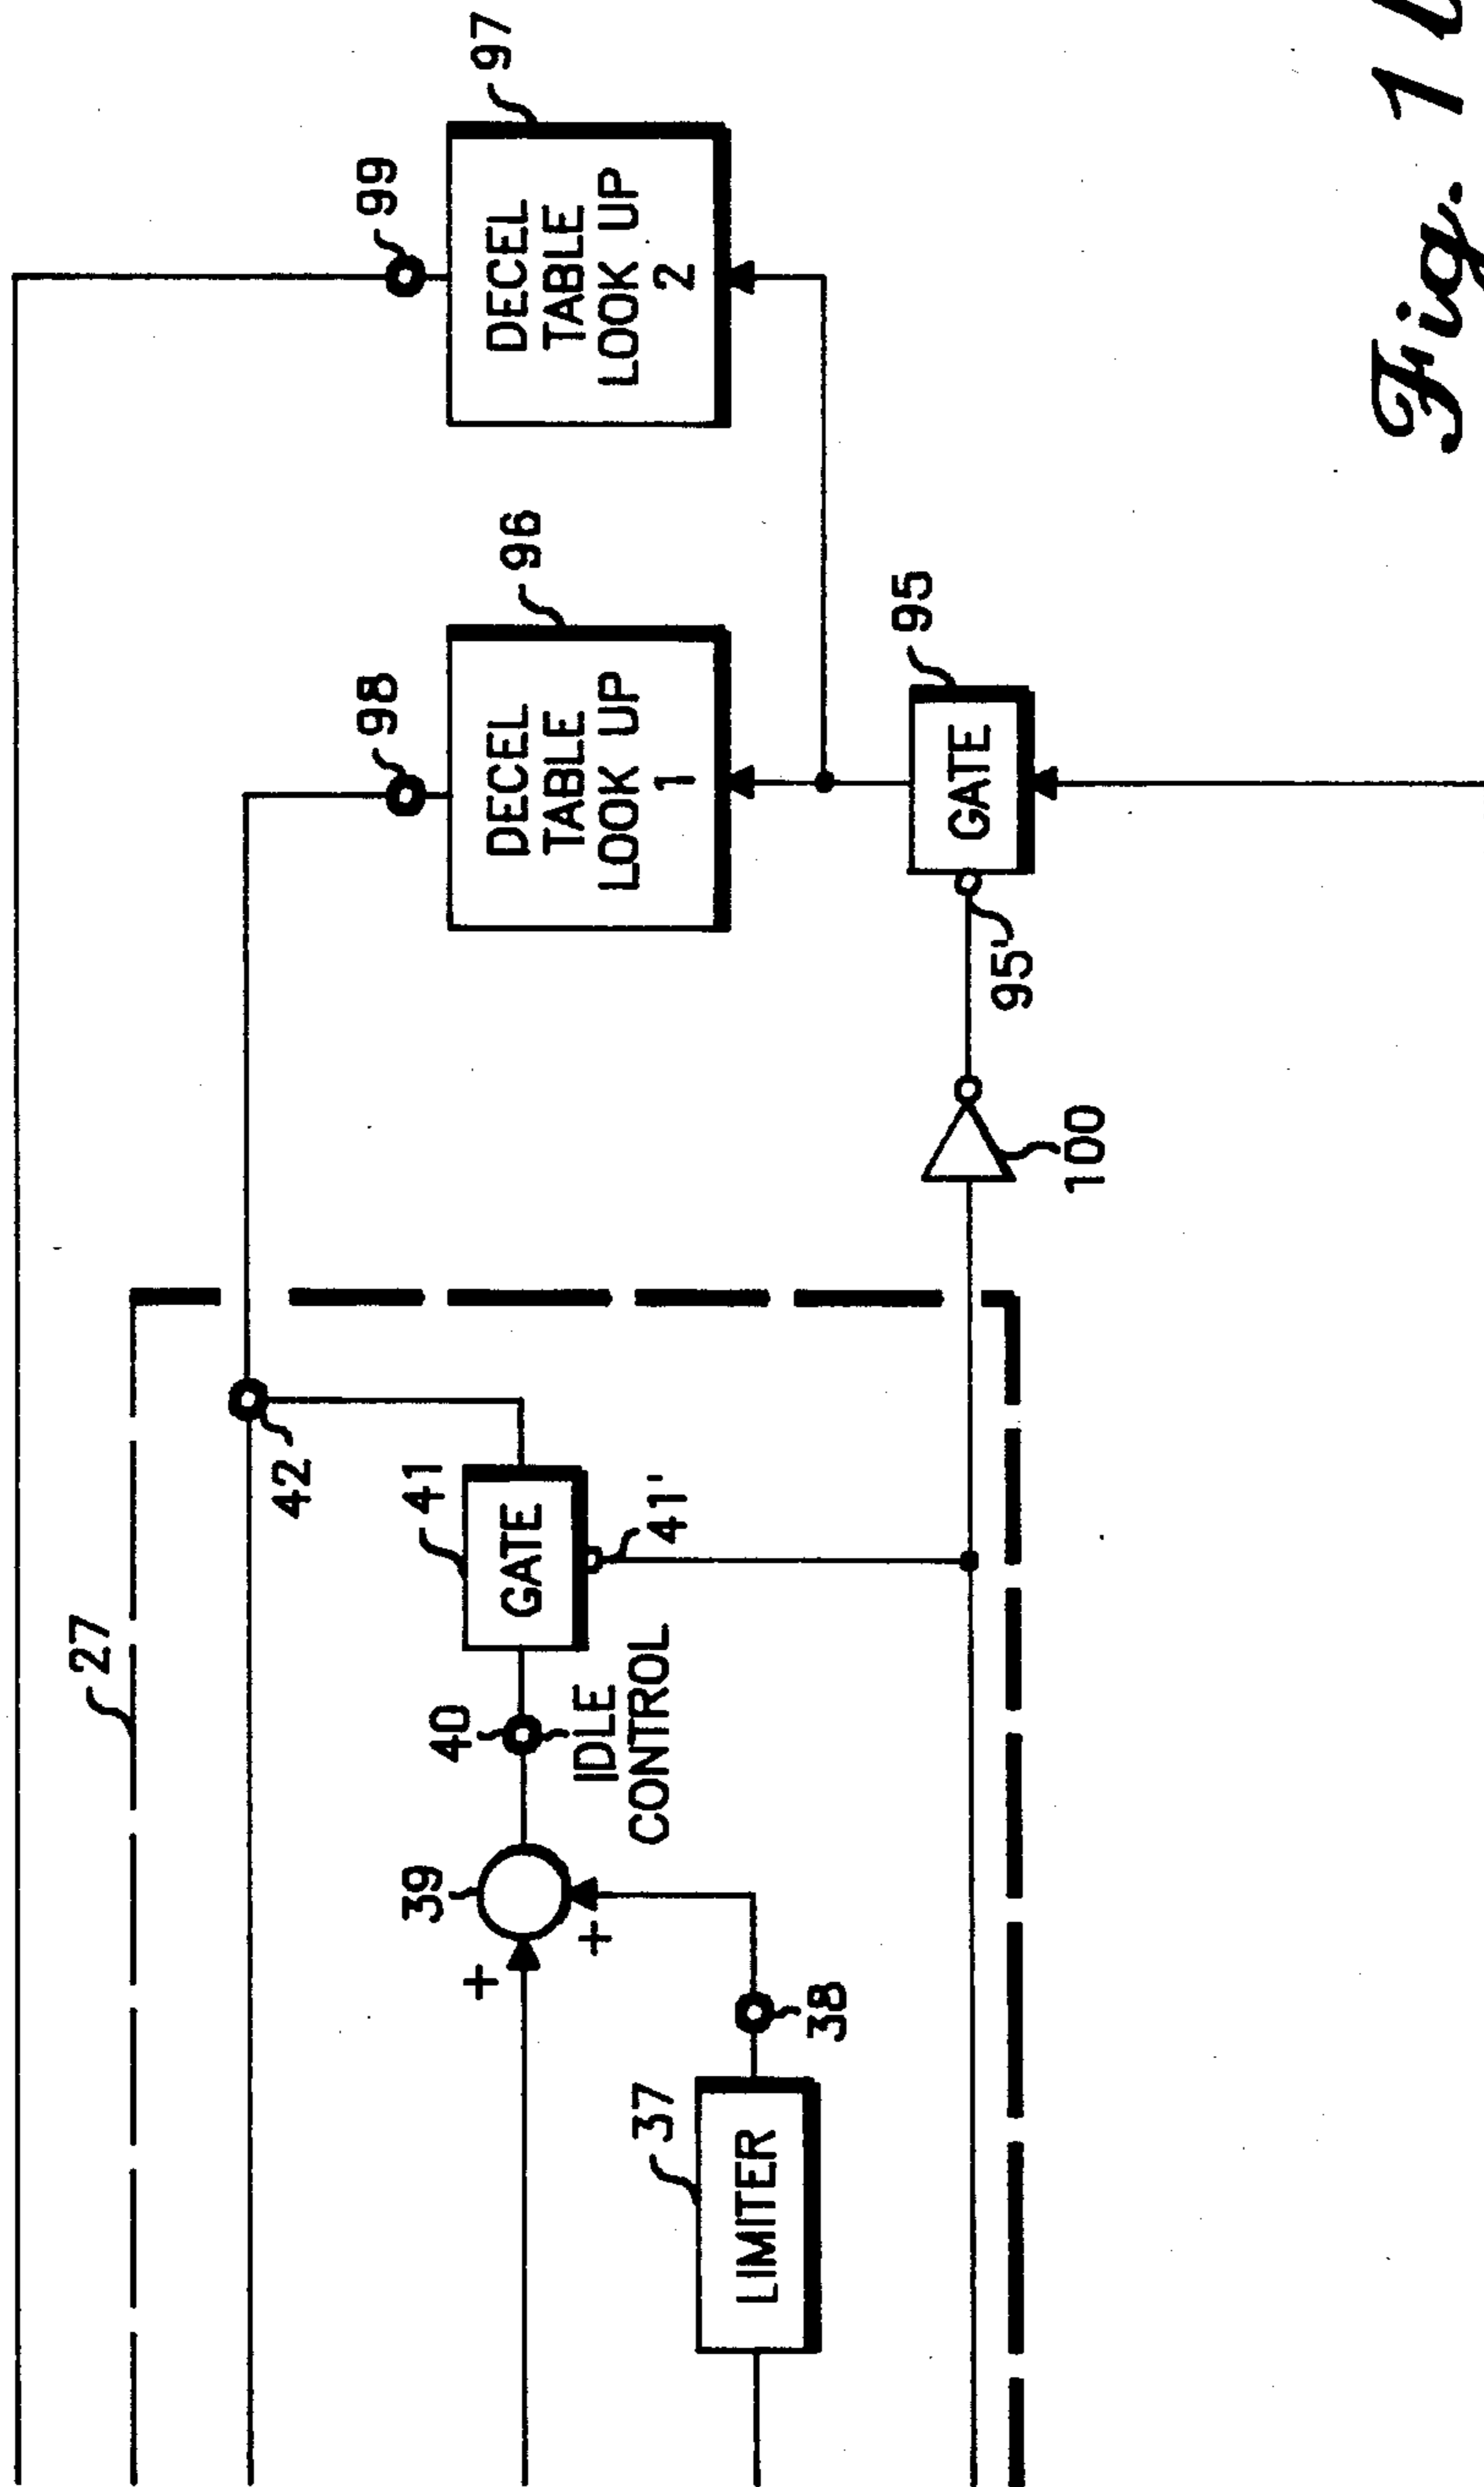 27
42
41
GATE
41'
40
IDLE
CONTROL
39
+
+
38
37
LIMITER
98
DECEL
TABLE
LOOK UP
1
96
99
DECEL
TABLE
LOOK UP
2
97
95
GATE
95'
100
Fig. 1